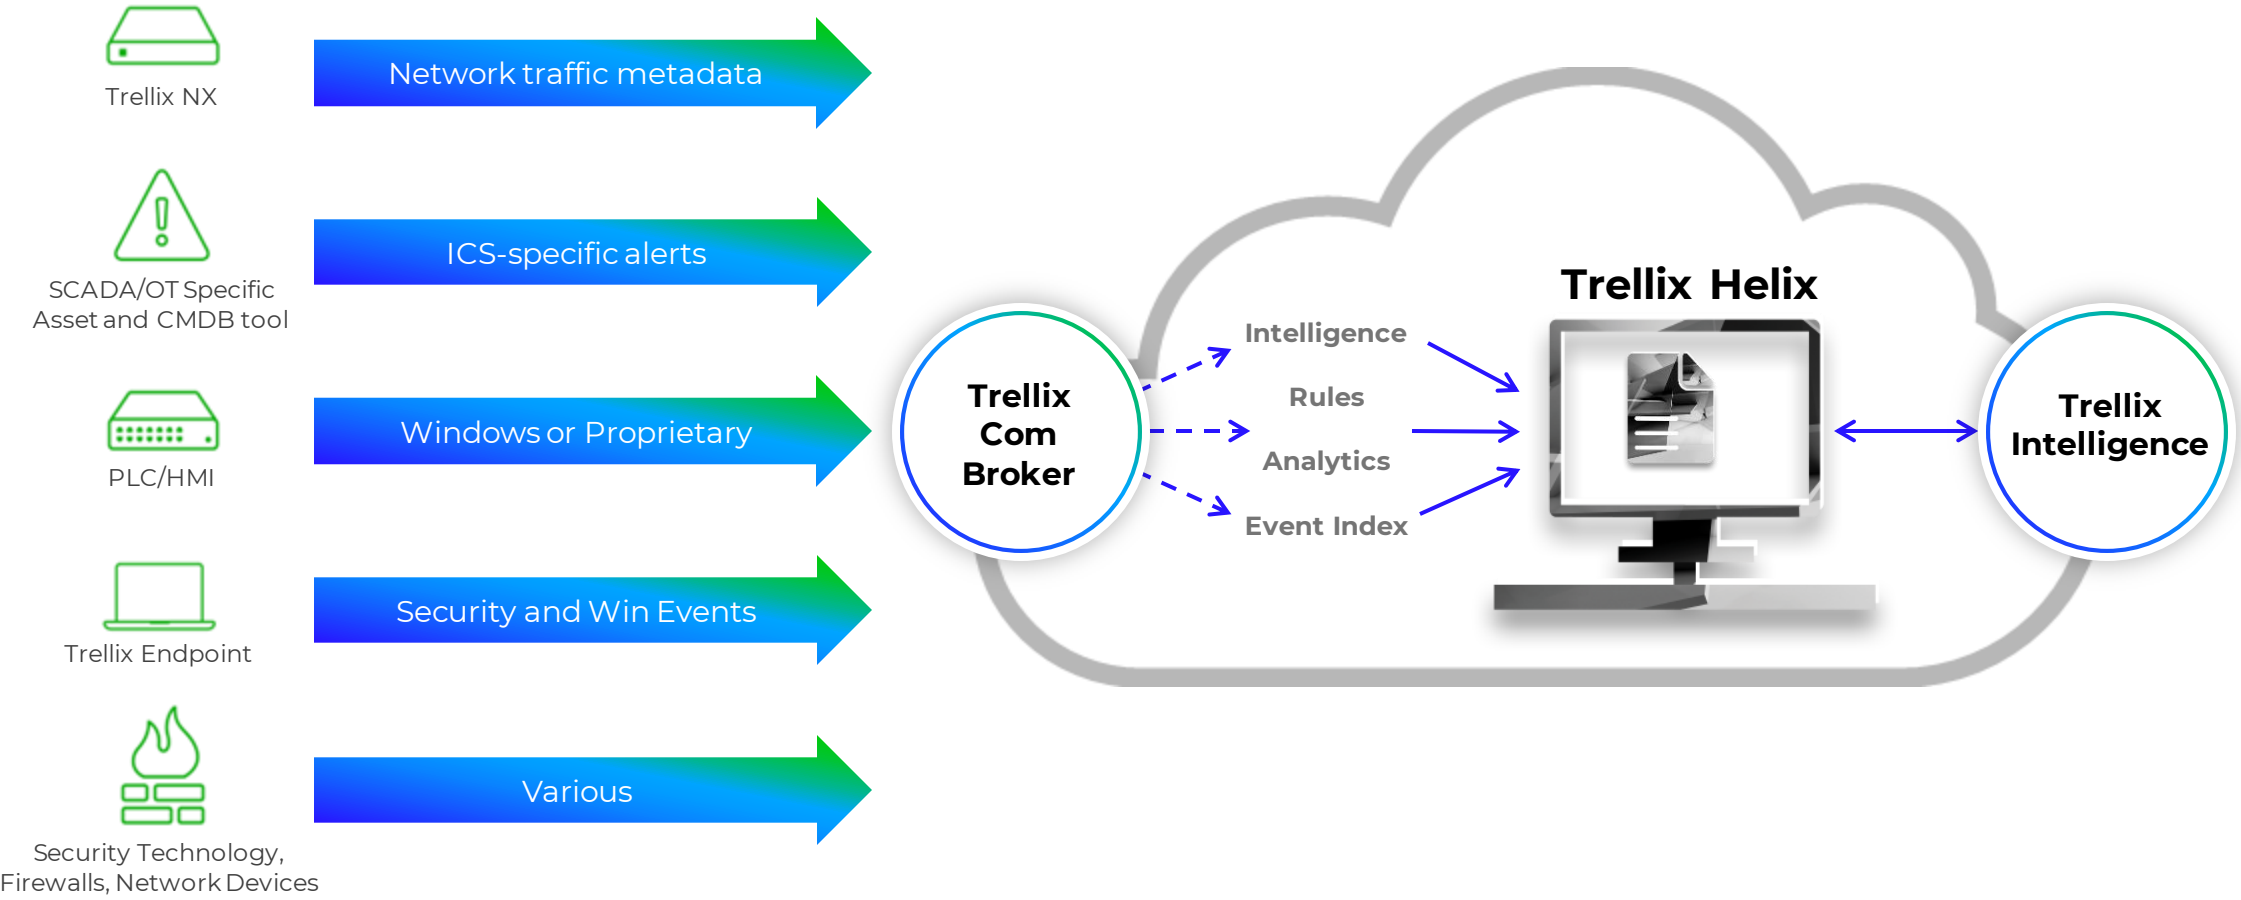 Trellix NX
Network traffic metadata
SCADA/OT Specific
Asset and CMDB tool
ICS-specific alerts
PLC/HMI
Windows or Proprietary
Trellix Endpoint
Security and Win Events
Security Technology,
Firewalls, Network Devices
Various
Trellix
Com
Broker
Intelligence
Rules
Analytics
Event Index
Trellix Helix
Trellix
Intelligence